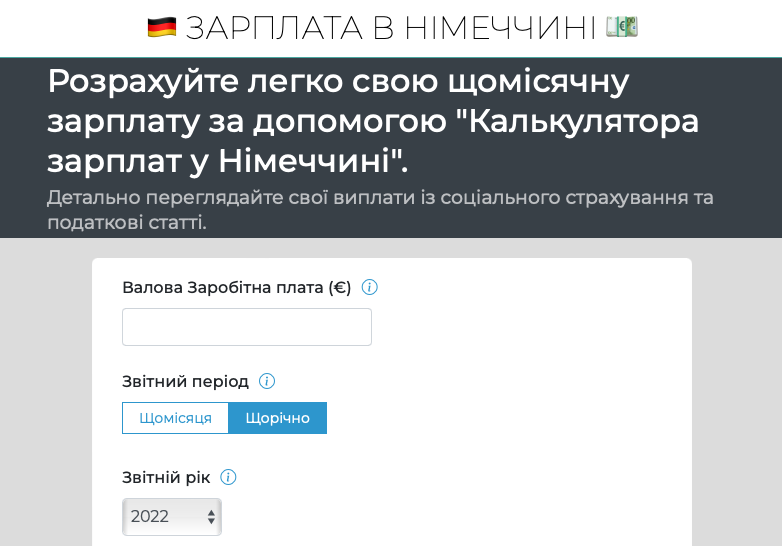 🇩🇪 ЗАРПЛАТА В НІМЕЧЧИНІ 💶
Розрахуйте легко свою щомісячну
зарплату за допомогою "Калькулятора
зарплат у Німеччині".
Детально переглядайте свої виплати із соціального страхування та
податкові статті.
Валова Заробітна плата (€)
Звітний період
Щомісяця Щорічно
Звітній рік
2022